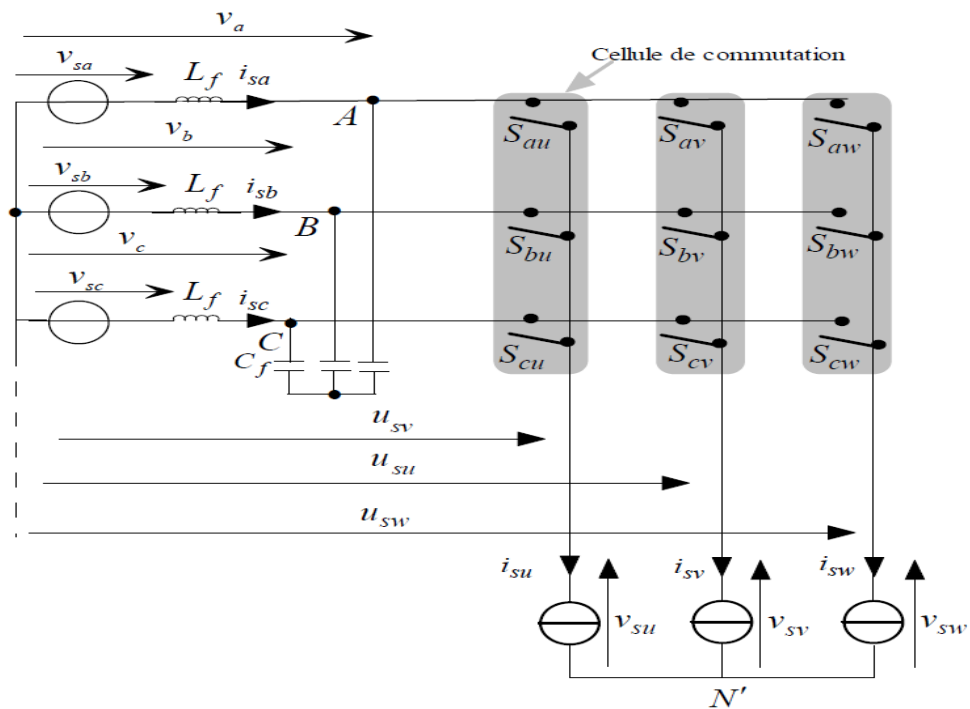 v_a
Cellule de commutation
v_sa
L_f i_sa
A
S_au S_av S_aw
v_b
v_sb
L_f i_sb
B
S_bu S_bv S_bw
v_c
v_sc
L_f i_sc
C
S_cu S_cv S_cw
C_f
u_sv
u_su
u_sw
i_su i_sv i_sw
v_su v_sv v_sw
N'